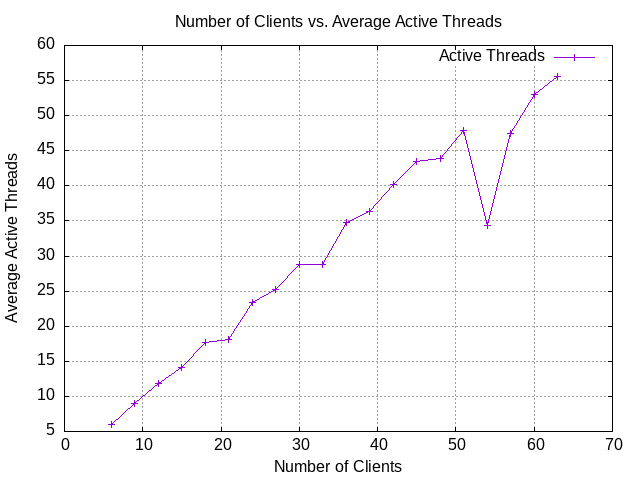 Number of Clients vs. Average Active Threads
60
55
50
45
40
35
30
25
20
15
10
5
Active Threads
Average Active Threads
0 10 20 30 40 50 60 70
Number of Clients